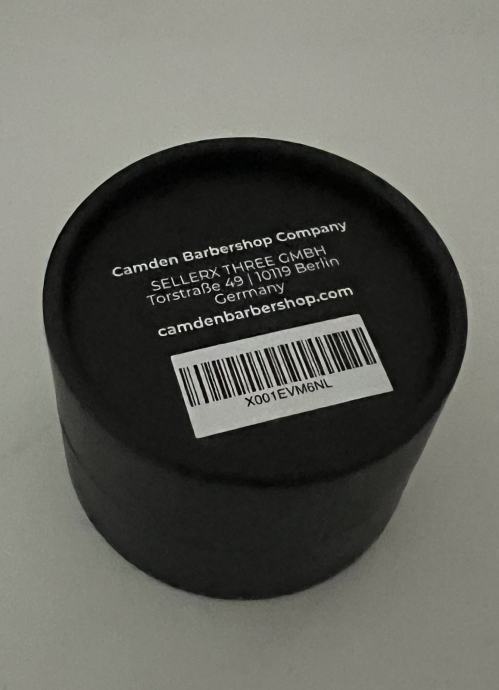 Camden Barbershop Company
SELLERX THREE GMBH
Torstraße 49 | 10119 Berlin
Germany
camdenbarbershop.com
X001EVM6NL